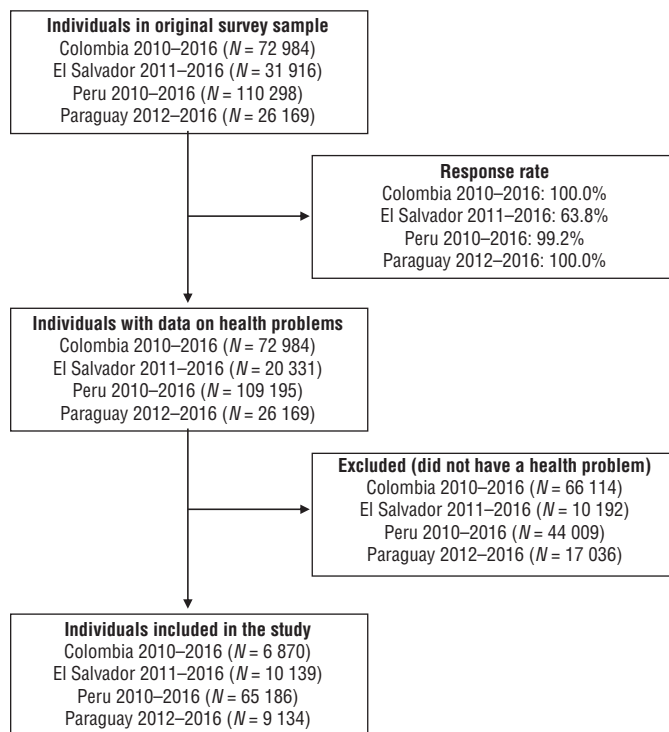 Individuals in original survey sample
Colombia 2010–2016 (N = 72 984)
El Salvador 2011–2016 (N = 31 916)
Peru 2010–2016 (N = 110 298)
Paraguay 2012–2016 (N = 26 169)
Response rate
Colombia 2010–2016: 100.0%
El Salvador 2011–2016: 63.8%
Peru 2010–2016: 99.2%
Paraguay 2012–2016: 100.0%
Individuals with data on health problems
Colombia 2010–2016 (N = 72 984)
El Salvador 2011–2016 (N = 20 331)
Peru 2010–2016 (N = 109 195)
Paraguay 2012–2016 (N = 26 169)
Excluded (did not have a health problem)
Colombia 2010–2016 (N = 66 114)
El Salvador 2011–2016 (N = 10 192)
Peru 2010–2016 (N = 44 009)
Paraguay 2012–2016 (N = 17 036)
Individuals included in the study
Colombia 2010–2016 (N = 6 870)
El Salvador 2011–2016 (N = 10 139)
Peru 2010–2016 (N = 65 186)
Paraguay 2012–2016 (N = 9 134)